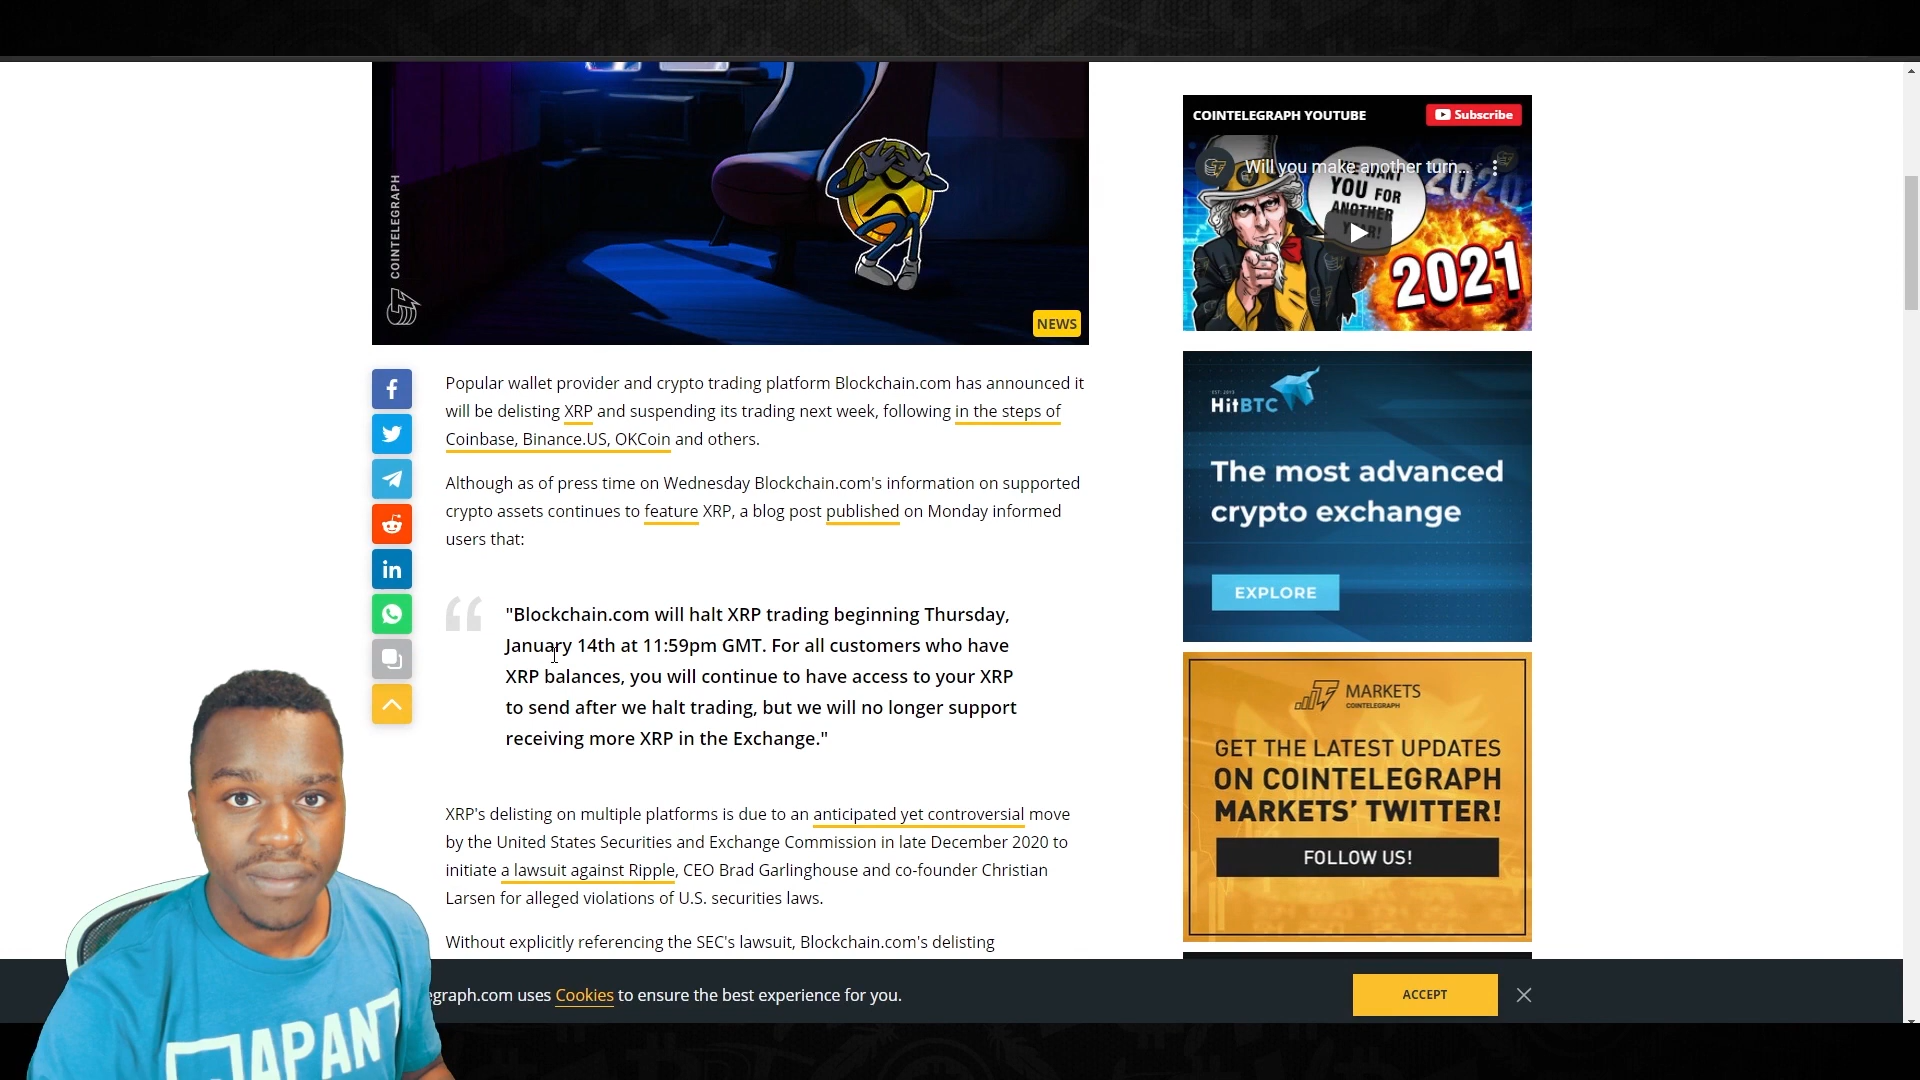 COINTELEGRAPH
NEWS
Popular wallet provider and crypto trading platform Blockchain.com has announced it
will be delisting XRP and suspending its trading next week, following in the steps of
Coinbase, Binance.US, OKCoin and others.
Although as of press time on Wednesday Blockchain.com's information on supported
crypto assets continues to feature XRP, a blog post published on Monday informed
users that:
"Blockchain.com will halt XRP trading beginning Thursday,
January 14th at 11:59pm GMT. For all customers who have
XRP balances, you will continue to have access to your XRP
to send after we halt trading, but we will no longer support
receiving more XRP in the Exchange."
XRP's delisting on multiple platforms is due to an anticipated yet controversial move
by the United States Securities and Exchange Commission in late December 2020 to
initiate a lawsuit against Ripple, CEO Brad Garlinghouse and co-founder Christian
Larsen for alleged violations of U.S. securities laws.
Without explicitly referencing the SEC's lawsuit, Blockchain.com's delisting
COINTELEGRAPH YOUTUBE
Subscribe
Will you make another turn...
WANT
YOU FOR
ANOTHER
2020
2021
HitBTC
The most advanced
crypto exchange
EXPLORE
MARKETS
COINTELEGRAPH
GET THE LATEST UPDATES
ON COINTELEGRAPH
MARKETS' TWITTER!
FOLLOW US!
egraph.com uses Cookies to ensure the best experience for you.
ACCEPT
JAPANT